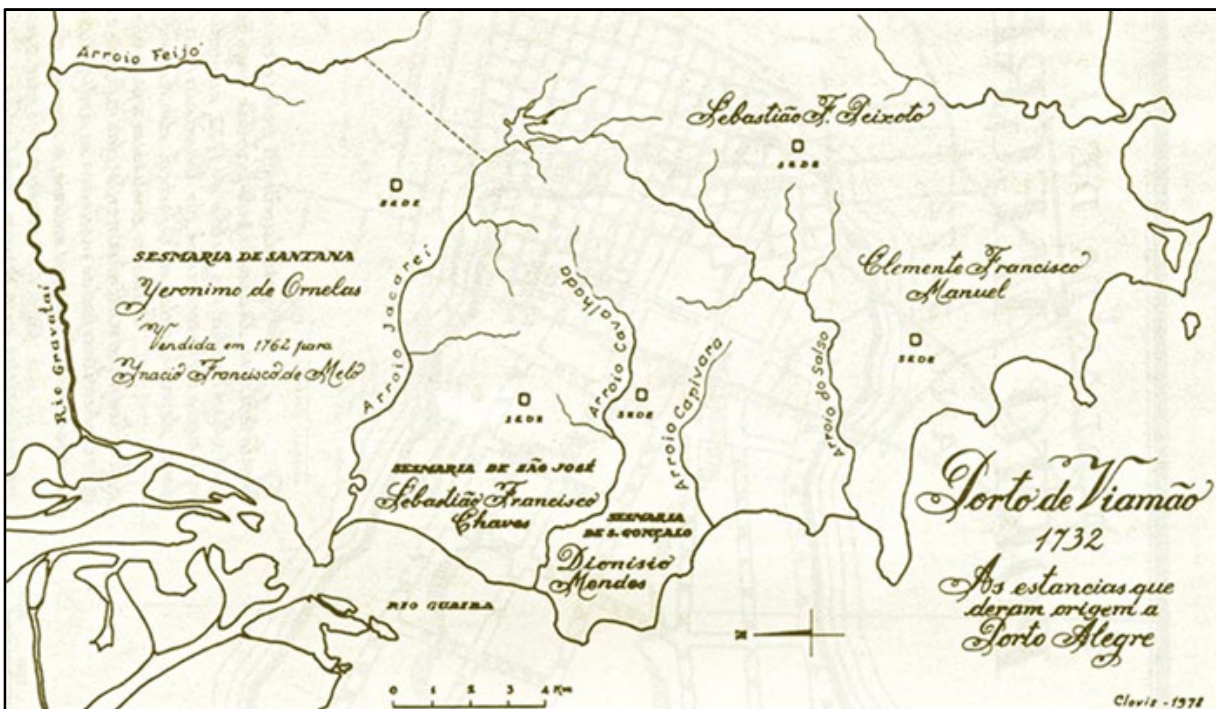 Arroio Feijó
Sebastião F. Peixoto
SEDE
SEDE
SESMARIA DE SANTANA
Yeronimo de Ornelas
Vendida em 1762 para
Ynacio Francisco de Melo
Rio Gravataí
Arroio Jacareí
Arroio Cavalhada
Clemente Francisco
Manuel
SEDE
Arroio Capivara
Arroio do Salso
SEDE
SEDE
SESMARIA DE SÃO JOSÉ
Sebastião Francisco
Chaves
SESMARIA
DE S. GONÇALO
Dionisio
Mendes
RIO GUAIBA
Porto de Viamão
1732
As estancias que
deram origem a
Porto Alegre
N
0 1 2 3 4 Km
Clovis - 1978